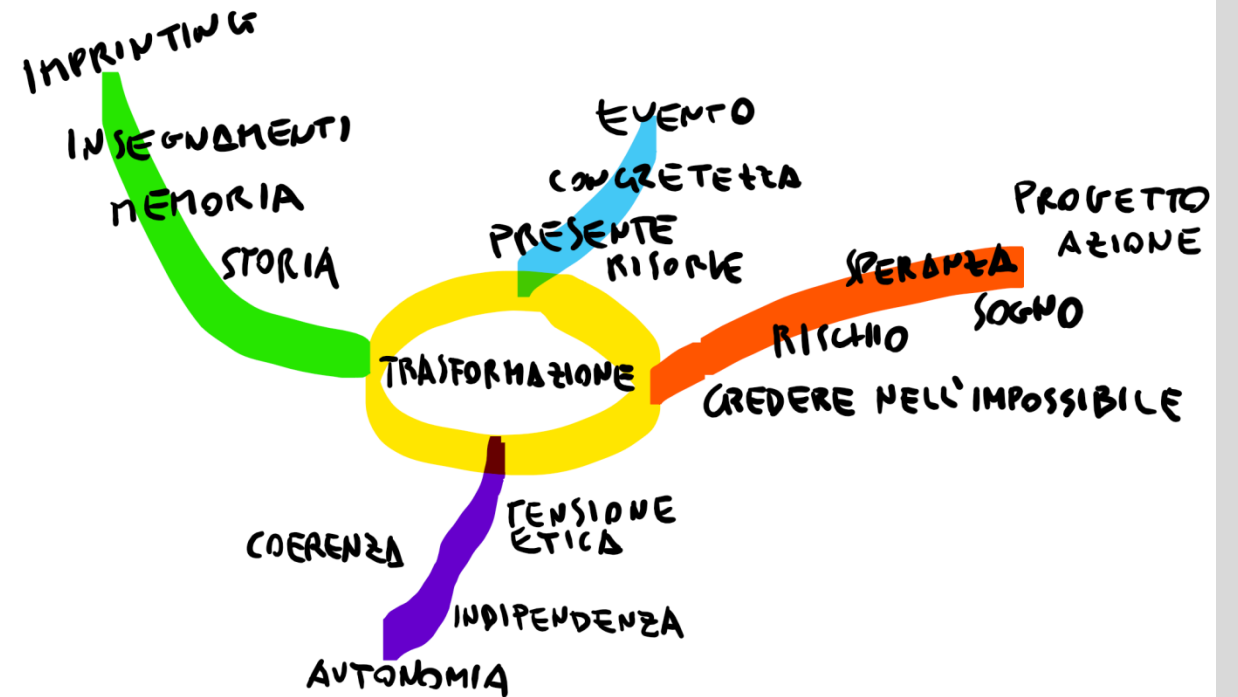 IMPRINTING
INSEGNAMENTI
MEMORIA
STORIA
EVENTO
CONCRETEZZA
PRESENTE
RISORSE
PROGETTO
AZIONE
SPERANZA
SOGNO
RISCHIO
CREDERE NELL'IMPOSSIBILE
TRASFORMAZIONE
TENSIONE
ETICA
COERENZA
INDIPENDENZA
AUTONOMIA